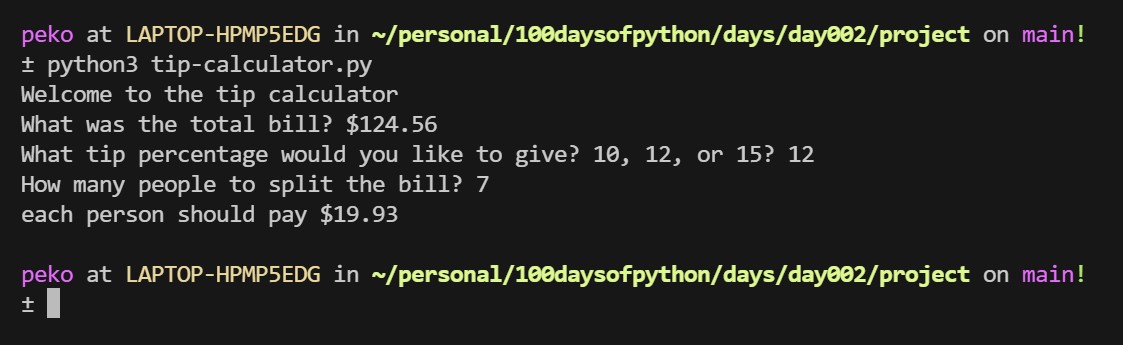 peko at LAPTOP-HPMP5EDG in ~/personal/100daysofpython/days/day002/project on main!
± python3 tip-calculator.py
Welcome to the tip calculator
What was the total bill? $124.56
What tip percentage would you like to give? 10, 12, or 15? 12
How many people to split the bill? 7
each person should pay $19.93
peko at LAPTOP-HPMP5EDG in ~/personal/100daysofpython/days/day002/project on main!
±